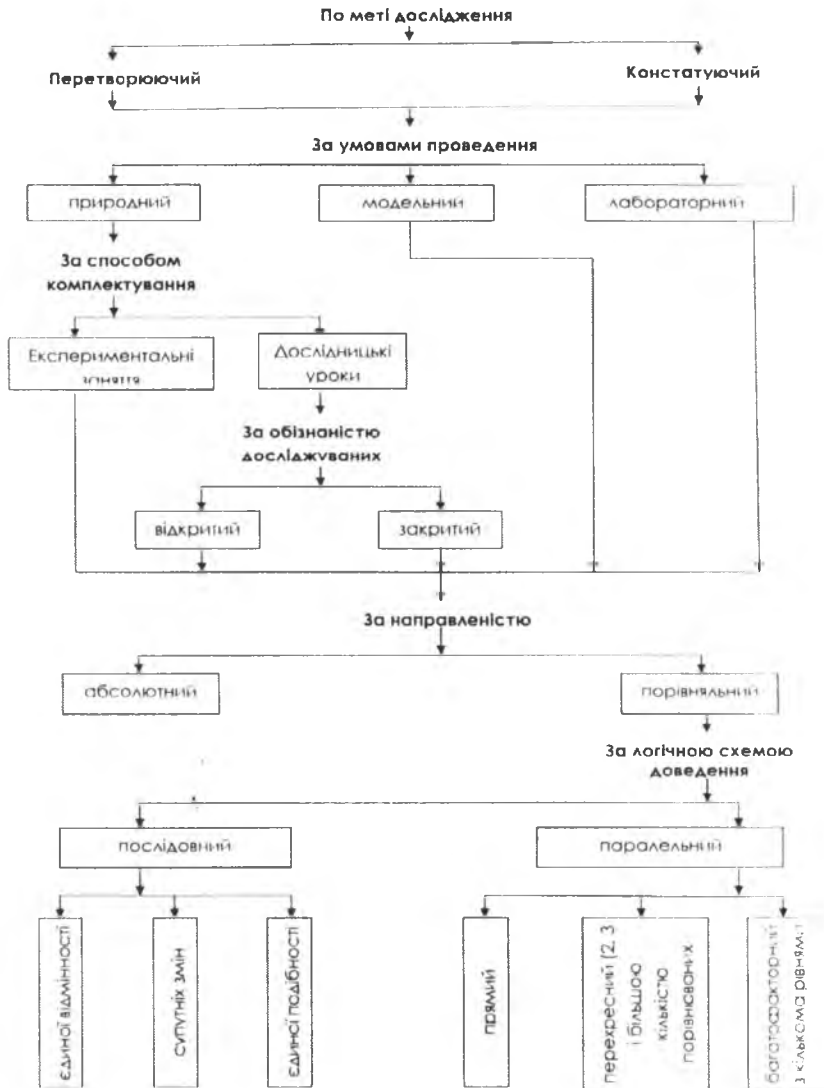 По меті дослідження
Перетворюючий
Констатуючий
За умовами проведення
природний
модельний
лабораторний
За способом
комплектування
Експериментальні
заняття
Дослідницькі
уроки
За обізнаністю
досліджуваних
відкритий
закритий
За направленістю
абсолютний
порівняльний
За логічною схемою
доведення
послідовний
паралельний
єдиної відмінності
супутніх змін
єдиної подібності
прямий
перехресний (2, 3
і більшою
кількістю
порівнюваних
багатофакторний
з кількома рівнями